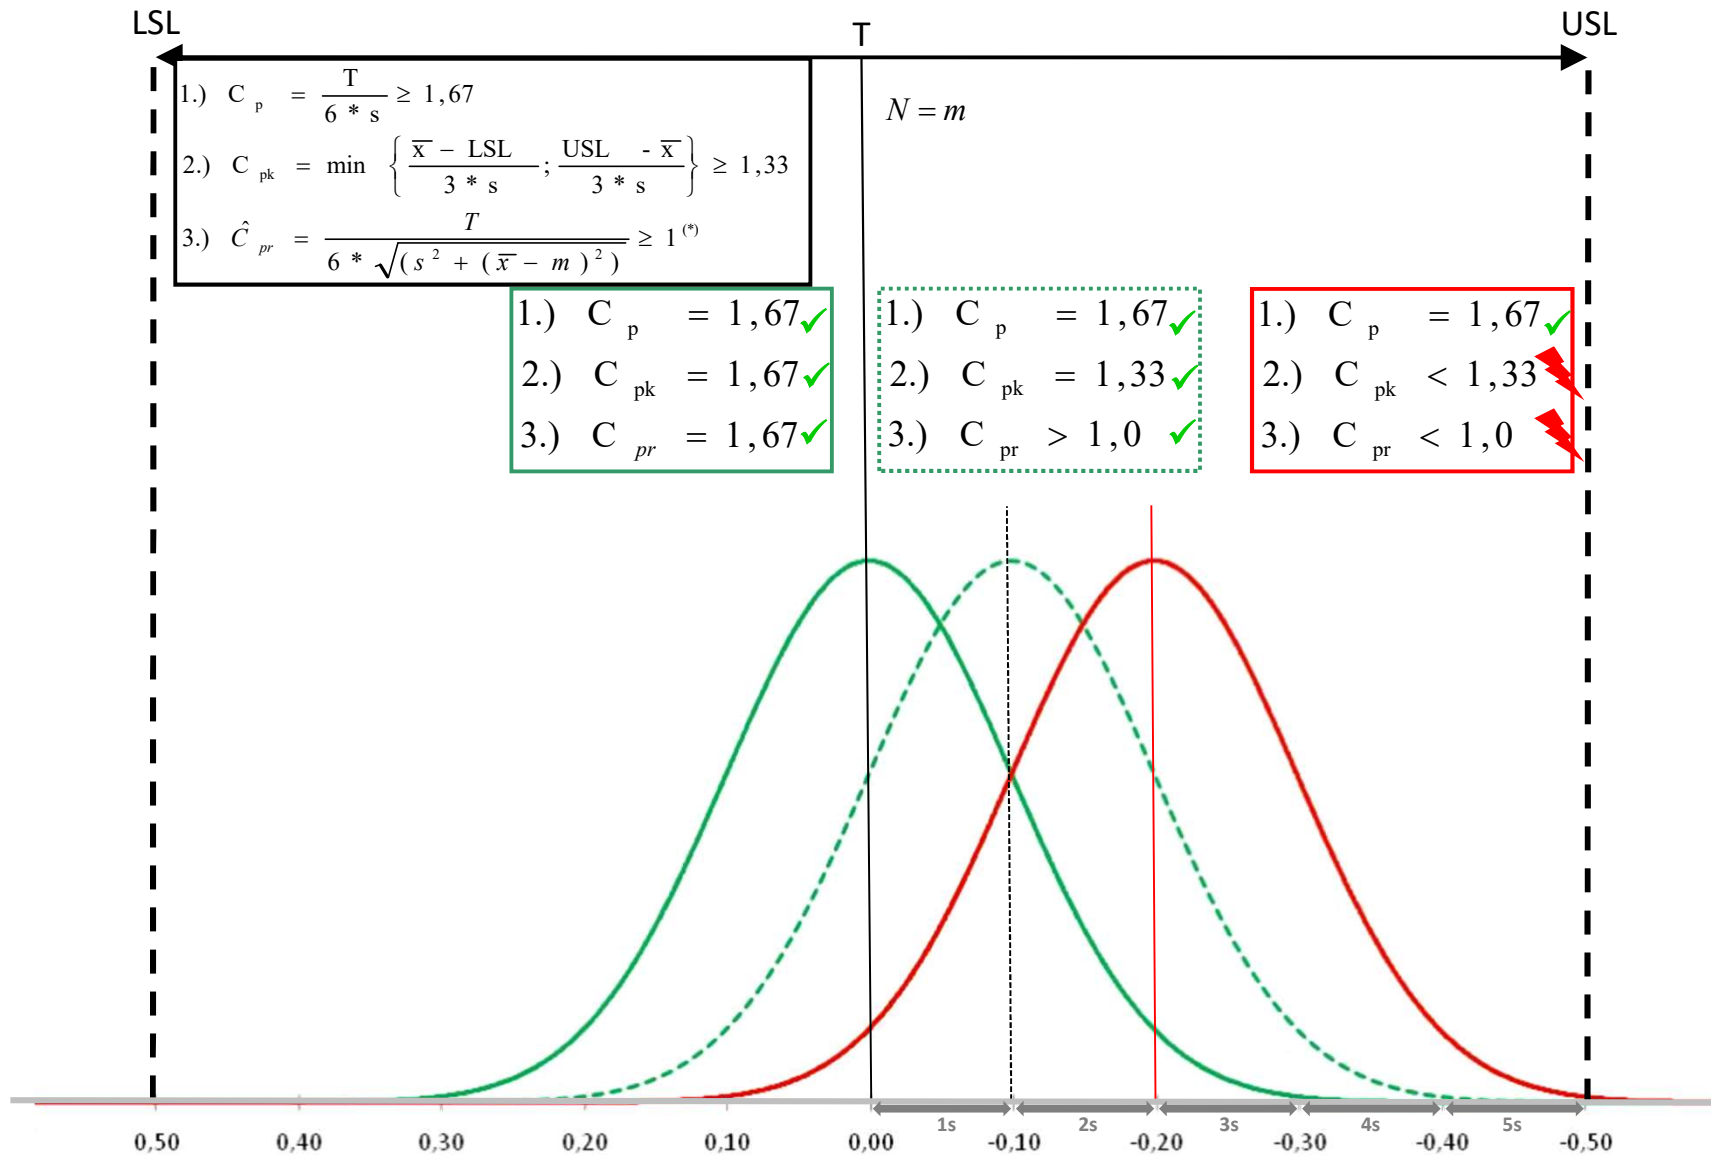 LSL
T
USL
1.) C p = T / 6 * s ≥ 1,67
2.) C pk = min { x̅ − LSL / 3 * s ; USL - x̅ / 3 * s } ≥ 1,33
3.) Ĉ pr = T / 6 * √( s ² + ( x̅ − m ) ² ) ≥ 1 (*)
N = m
1.) C p = 1,67
2.) C pk = 1,67
3.) C pr = 1,67
1.) C p = 1,67
2.) C pk = 1,33
3.) C pr > 1,0
1.) C p = 1,67
2.) C pk < 1,33
3.) C pr < 1,0
1s 2s 3s 4s 5s
0,50 0,40 0,30 0,20 0,10 0,00 -0,10 -0,20 -0,30 -0,40 -0,50